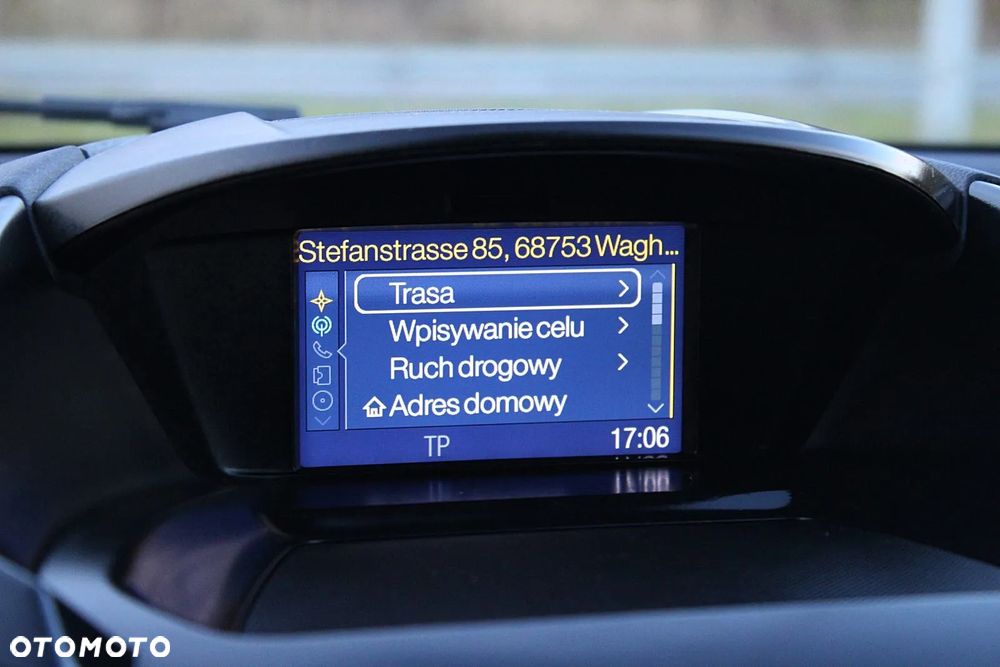 Stefanstrasse 85, 68753 Wagh...
Trasa
Wpisywanie celu
Ruch drogowy
Adres domowy
TP
17:06
OTOMOTO